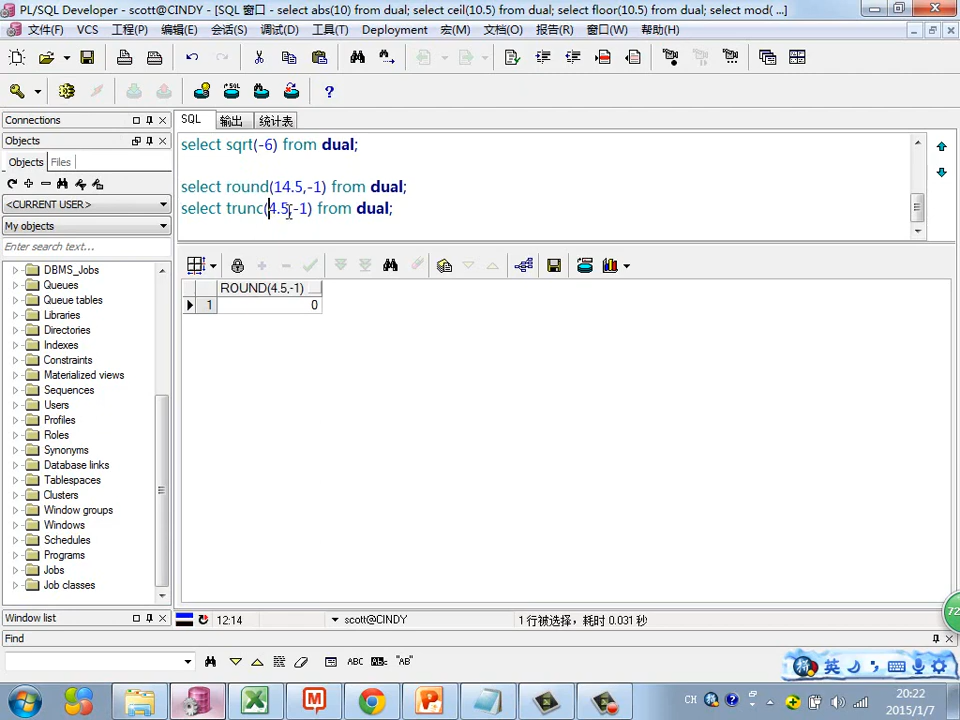 PL/SQL Developer - scott@CINDY - [SQL 窗口 - select abs(10) from dual; select ceil(10.5) from dual; select floor(10.5) from dual; select mod( ...]
文件(F) VCS 工程(P) 编辑(E) 会话(S) 调试(D) 工具(T) Deployment 宏(M) 文档(O) 报告(R) 窗口(W) 帮助(H)
Connections
Objects
Objects Files
<CURRENT USER>
My objects
Enter search text...
DBMS_Jobs
Queues
Queue tables
Libraries
Directories
Indexes
Constraints
Materialized views
Sequences
Users
Profiles
Roles
Synonyms
Database links
Tablespaces
Clusters
Window groups
Windows
Schedules
Programs
Jobs
Job classes
Window list
SQL 输出 统计表
select sqrt(-6) from dual;
select round(14.5,-1) from dual;
select trunc(4.5,-1) from dual;
ROUND(4.5,-1)
1 0
12:14 scott@CINDY 1 行被选择, 耗时 0.031 秒
72
Find
ABC "AB"
英
CH
20:22
2015/1/7